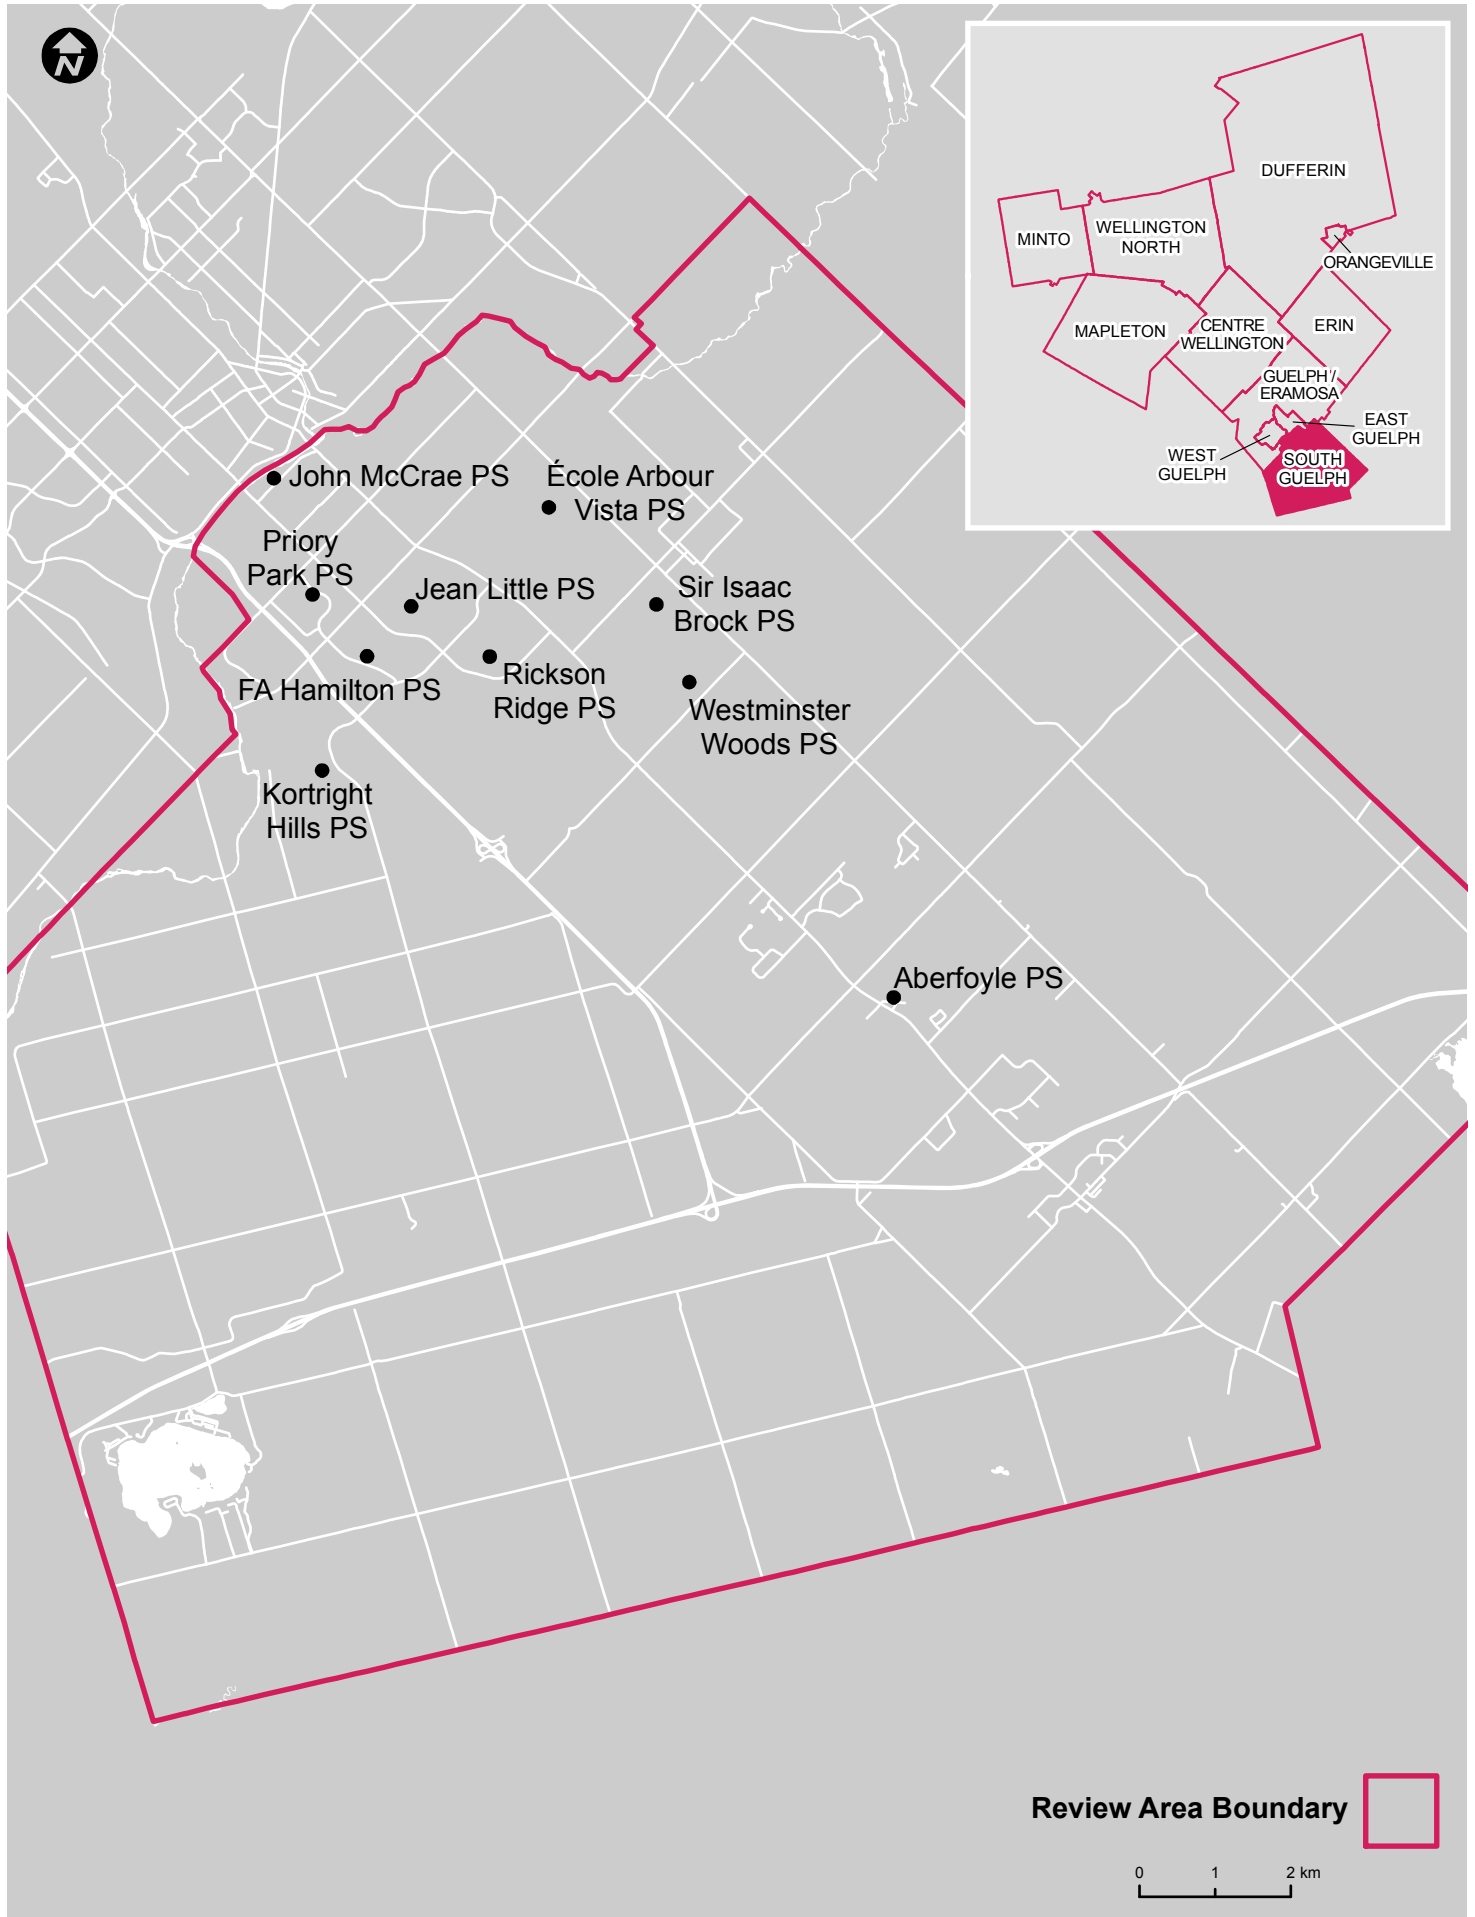 N
DUFFERIN
MINTO
WELLINGTON
NORTH
ORANGEVILLE
MAPLETON
CENTRE
WELLINGTON
ERIN
GUELPH /
ERAMOSA
EAST
GUELPH
WEST
GUELPH
SOUTH
GUELPH
John McCrae PS
École Arbour
Vista PS
Priory
Park PS
Jean Little PS
Sir Isaac
Brock PS
FA Hamilton PS
Rickson
Ridge PS
Westminster
Woods PS
Kortright
Hills PS
Aberfoyle PS
Review Area Boundary
0 1 2 km